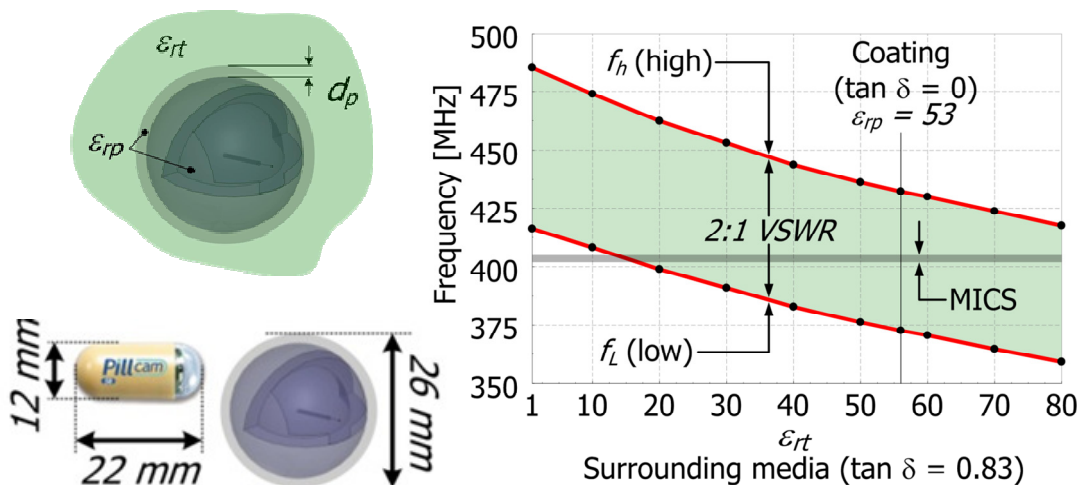 εrt
dp
εrp
12 mm
Pillcam
SB
22 mm
26 mm
Frequency [MHz]
500
475
450
425
400
375
350
fh (high)
Coating
(tan δ = 0)
εrp = 53
2:1 VSWR
MICS
fL (low)
1 10 20 30 40 50 60 70 80
εrt
Surrounding media (tan δ = 0.83)